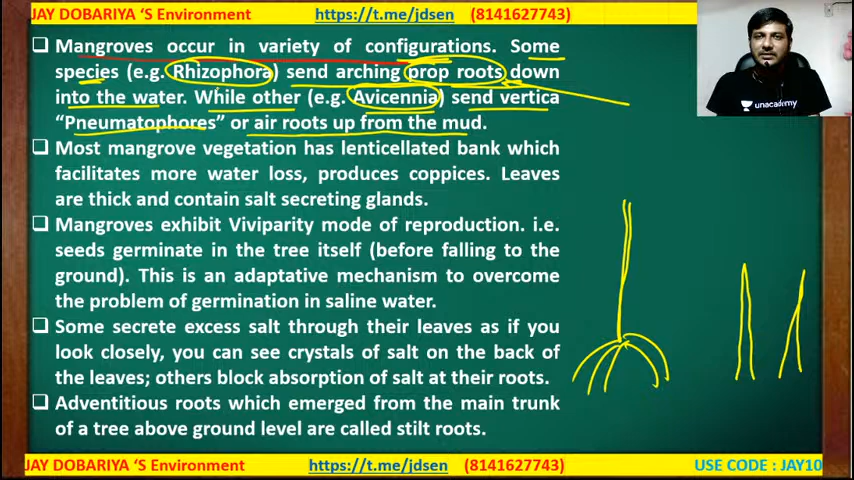 JAY DOBARIYA ‘S Environment https://t.me/jdsen (8141627743)
❑ Mangroves occur in variety of configurations. Some
species (e.g. Rhizophora) send arching prop roots down
into the water. While other (e.g. Avicennia) send vertica
“Pneumatophores” or air roots up from the mud.
❑ Most mangrove vegetation has lenticellated bank which
facilitates more water loss, produces coppices. Leaves
are thick and contain salt secreting glands.
❑ Mangroves exhibit Viviparity mode of reproduction. i.e.
seeds germinate in the tree itself (before falling to the
ground). This is an adaptative mechanism to overcome
the problem of germination in saline water.
❑ Some secrete excess salt through their leaves as if you
look closely, you can see crystals of salt on the back of
the leaves; others block absorption of salt at their roots.
❑ Adventitious roots which emerged from the main trunk
of a tree above ground level are called stilt roots.
unacademy
JAY DOBARIYA ‘S Environment https://t.me/jdsen (8141627743) USE CODE : JAY10